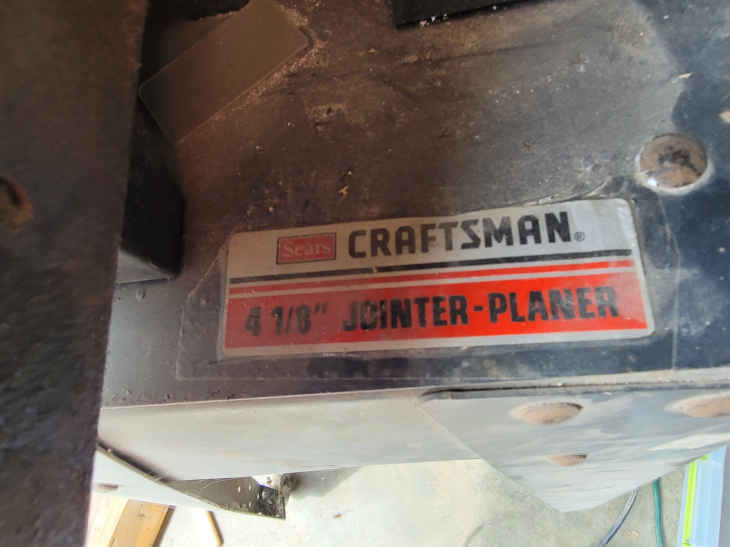 Sears CRAFTSMAN®
4 1/8" JOINTER-PLANER